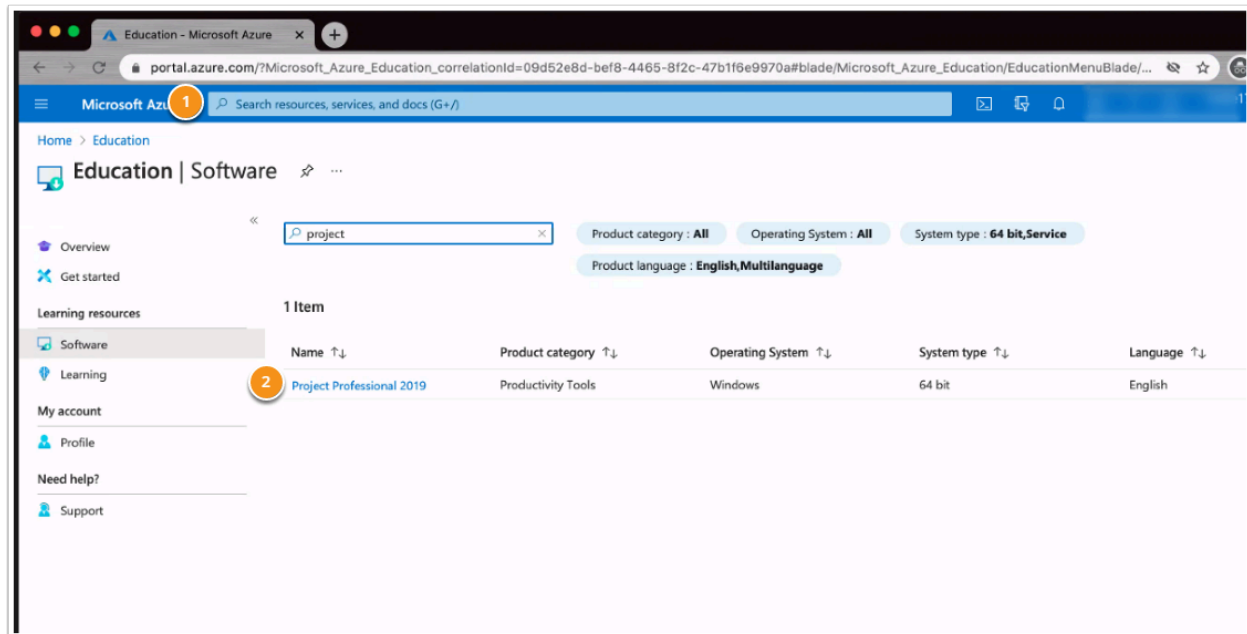 Education - Microsoft Azure
portal.azure.com/?Microsoft_Azure_Education_correlationId=09d52e8d-bef8-4465-8f2c-47b1f6e9970a#blade/Microsoft_Azure_Education/EducationMenuBlade/...
Microsoft Azu 1 Search resources, services, and docs (G+/)
Home > Education
Education | Software ...
project Product category : All Operating System : All System type : 64 bit,Service
Product language : English,Multilanguage
Overview
Get started
Learning resources
Software
Learning
My account
Profile
Need help?
Support
1 Item
Name ↑↓ Product category ↑↓ Operating System ↑↓ System type ↑↓ Language ↑↓
2 Project Professional 2019 Productivity Tools Windows 64 bit English